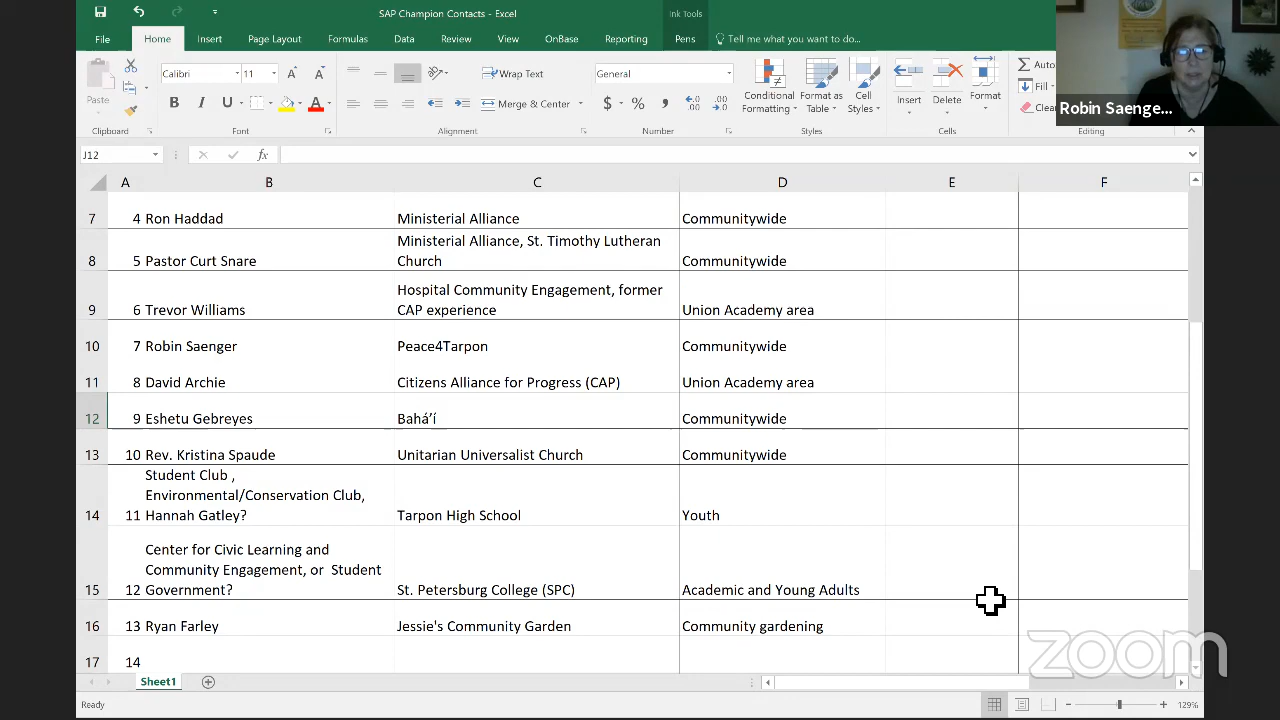 SAP Champion Contacts - Excel
Ink Tools
File Home Insert Page Layout Formulas Data Review View OnBase Reporting Pens Tell me what you want to do...
Calibri 11
Wrap Text
General
Auto
Paste
B I U A
Merge & Center
$ % ,
Conditional Formatting
Format as Table
Cell Styles
Insert Delete Format
Fill
Clea
Clipboard Font Alignment Number Styles Cells Editing
Robin Saenge...
J12
fx
A B C D E F
7 4 Ron Haddad Ministerial Alliance Communitywide
Ministerial Alliance, St. Timothy Lutheran
8 5 Pastor Curt Snare Church Communitywide
Hospital Community Engagement, former
9 6 Trevor Williams CAP experience Union Academy area
10 7 Robin Saenger Peace4Tarpon Communitywide
11 8 David Archie Citizens Alliance for Progress (CAP) Union Academy area
12 9 Eshetu Gebreyes Bahá’í Communitywide
13 10 Rev. Kristina Spaude Unitarian Universalist Church Communitywide
Student Club ,
Environmental/Conservation Club,
14 11 Hannah Gatley? Tarpon High School Youth
Center for Civic Learning and
Community Engagement, or Student
15 12 Government? St. Petersburg College (SPC) Academic and Young Adults
16 13 Ryan Farley Jessie's Community Garden Community gardening
17 14
zoom
Sheet1
Ready
129%